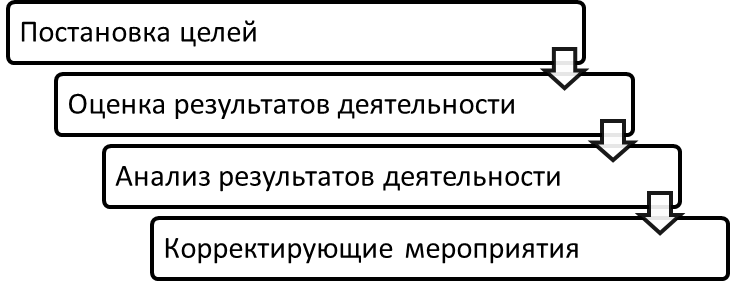 Постановка целей
Оценка результатов деятельности
Анализ результатов деятельности
Корректирующие мероприятия